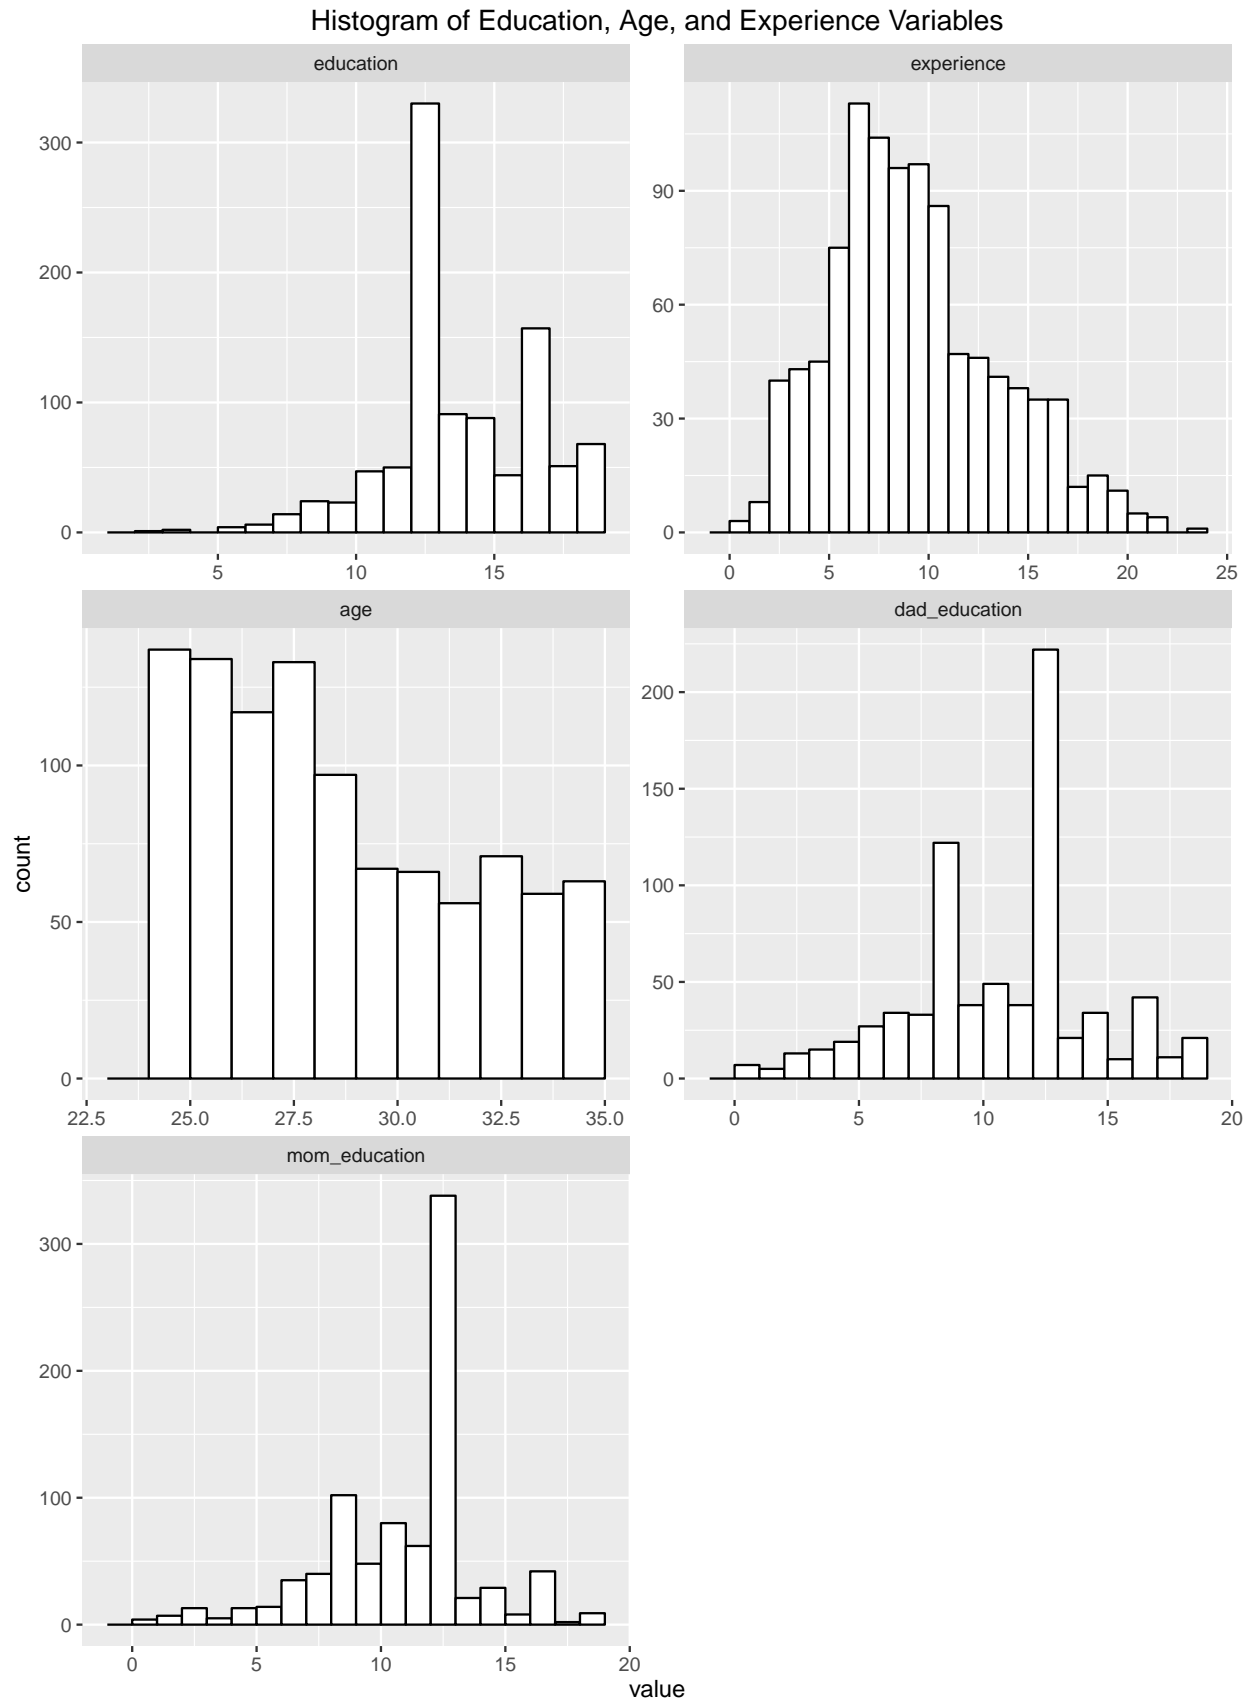 Histogram of Education, Age, and Experience Variables
education
experience
300
200
100
0
5 10 15
90
60
30
0
0 5 10 15 20 25
age
dad_education
100
50
0
22.5 25.0 27.5 30.0 32.5 35.0
200
150
100
50
0
0 5 10 15 20
count
mom_education
300
200
100
0
0 5 10 15 20
value